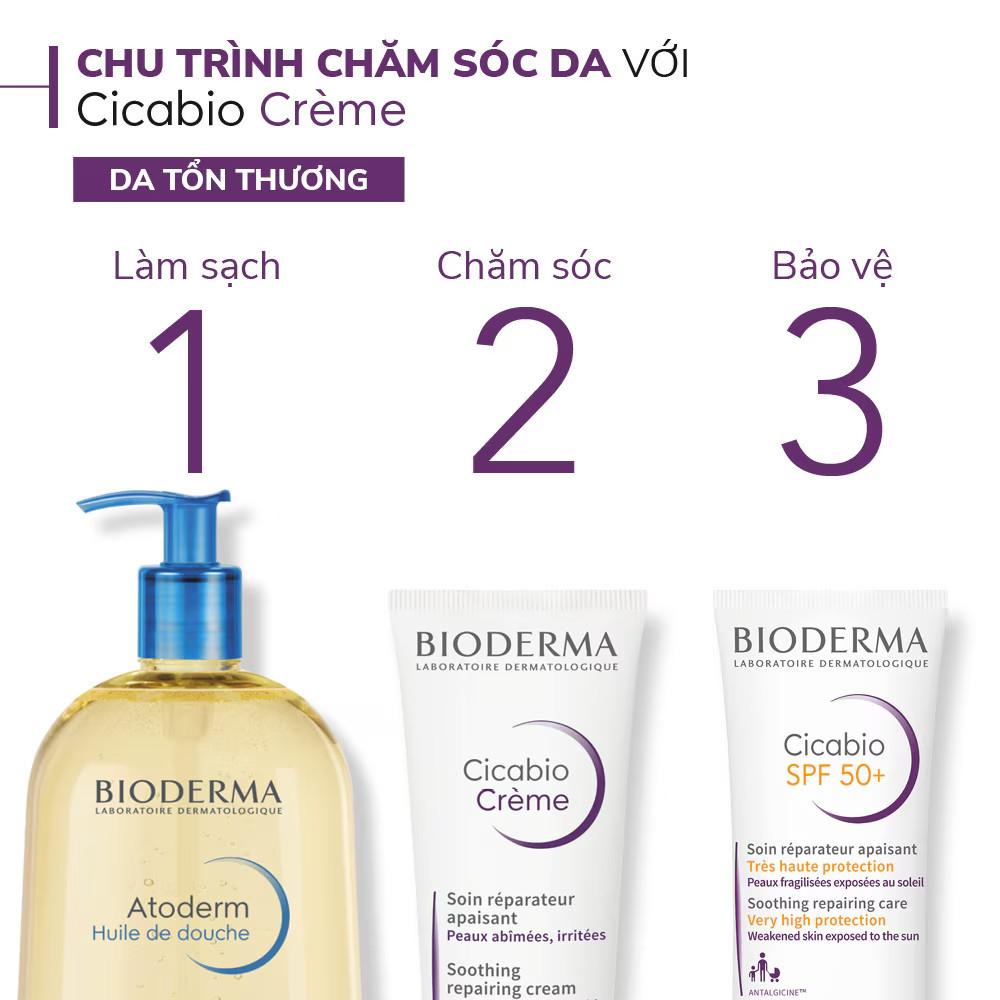 CHU TRÌNH CHĂM SÓC DA VỚI
Cicabio Crème
DA TỔN THƯƠNG
Làm sạch
1
Chăm sóc
2
Bảo vệ
3
BIODERMA
LABORATOIRE DERMATOLOGIQUE
Atoderm
Huile de douche
BIODERMA
LABORATOIRE DERMATOLOGIQUE
Cicabio
Crème
Soin réparateur
apaisant
Peaux abîmées, irritées
Soothing
repairing cream
BIODERMA
LABORATOIRE DERMATOLOGIQUE
Cicabio
SPF 50+
Soin réparateur apaisant
Très haute protection
Peaux fragilisées exposées au soleil
Soothing repairing care
Very high protection
Weakened skin exposed to the sun
ANTALGICINE™